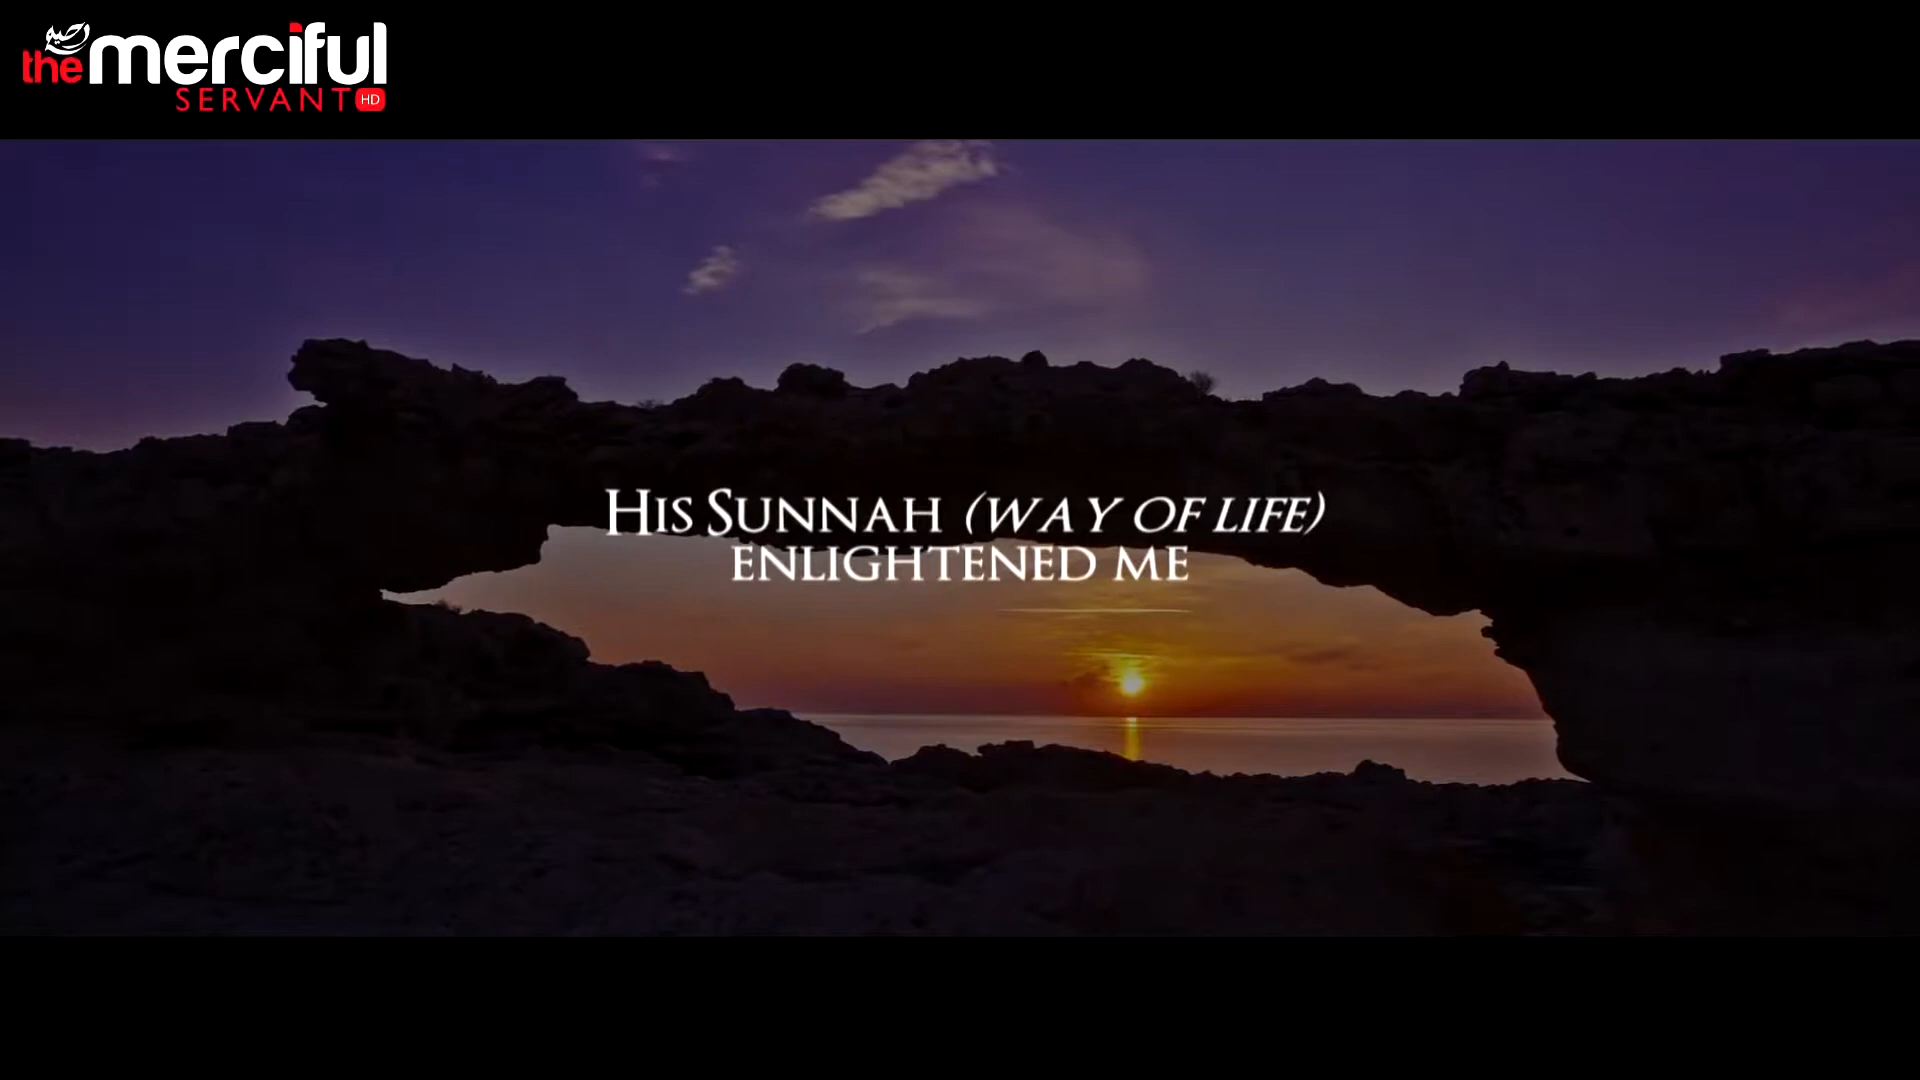 the merciful
SERVANT HD
HIS SUNNAH (WAY OF LIFE)
ENLIGHTENED ME